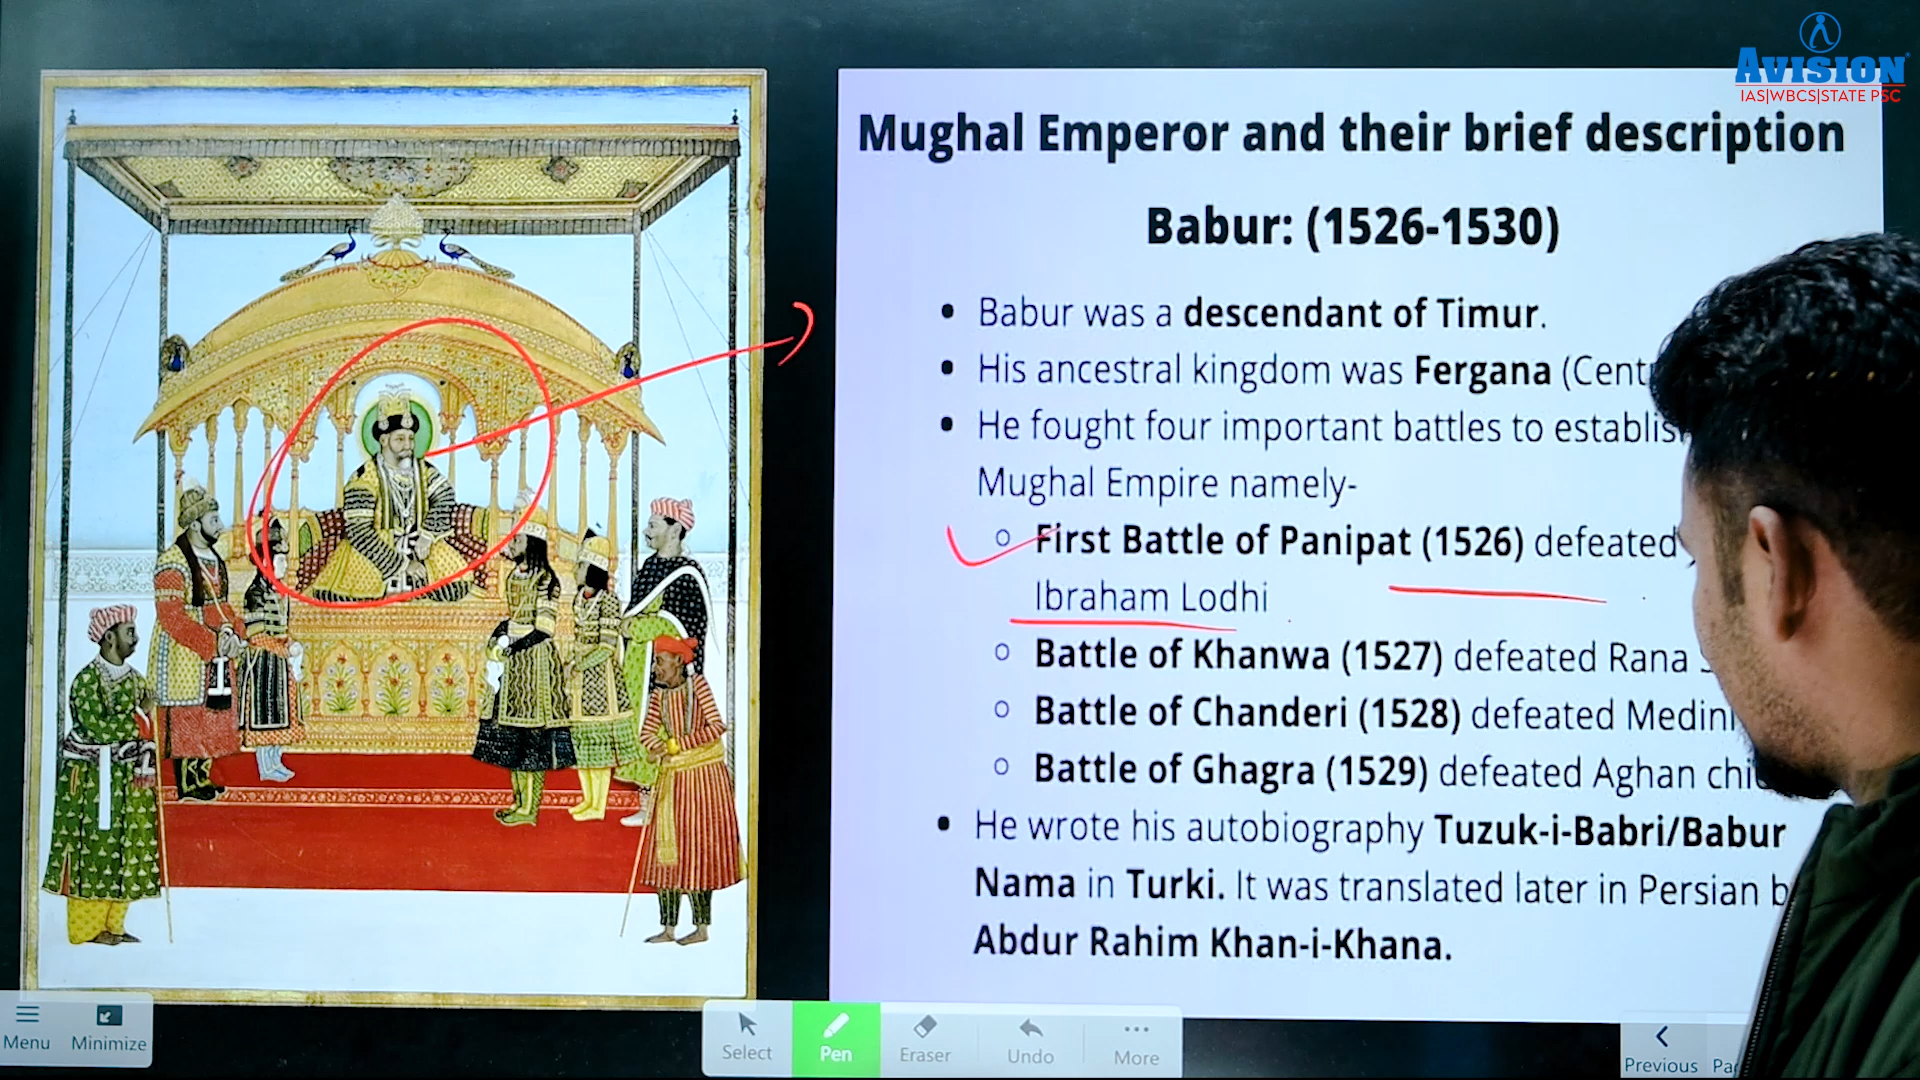 AVISION
IAS|WBCS|STATE PSC
Mughal Emperor and their brief description
Babur: (1526-1530)
• Babur was a descendant of Timur.
• His ancestral kingdom was Fergana (Cent
• He fought four important battles to establis
Mughal Empire namely-
○ First Battle of Panipat (1526) defeated
Ibraham Lodhi
○ Battle of Khanwa (1527) defeated Rana
○ Battle of Chanderi (1528) defeated Medini
○ Battle of Ghagra (1529) defeated Aghan chi
• He wrote his autobiography Tuzuk-i-Babri/Babur
Nama in Turki. It was translated later in Persian b
Abdur Rahim Khan-i-Khana.
Menu Minimize
Select Pen Eraser Undo More
Previous Pa